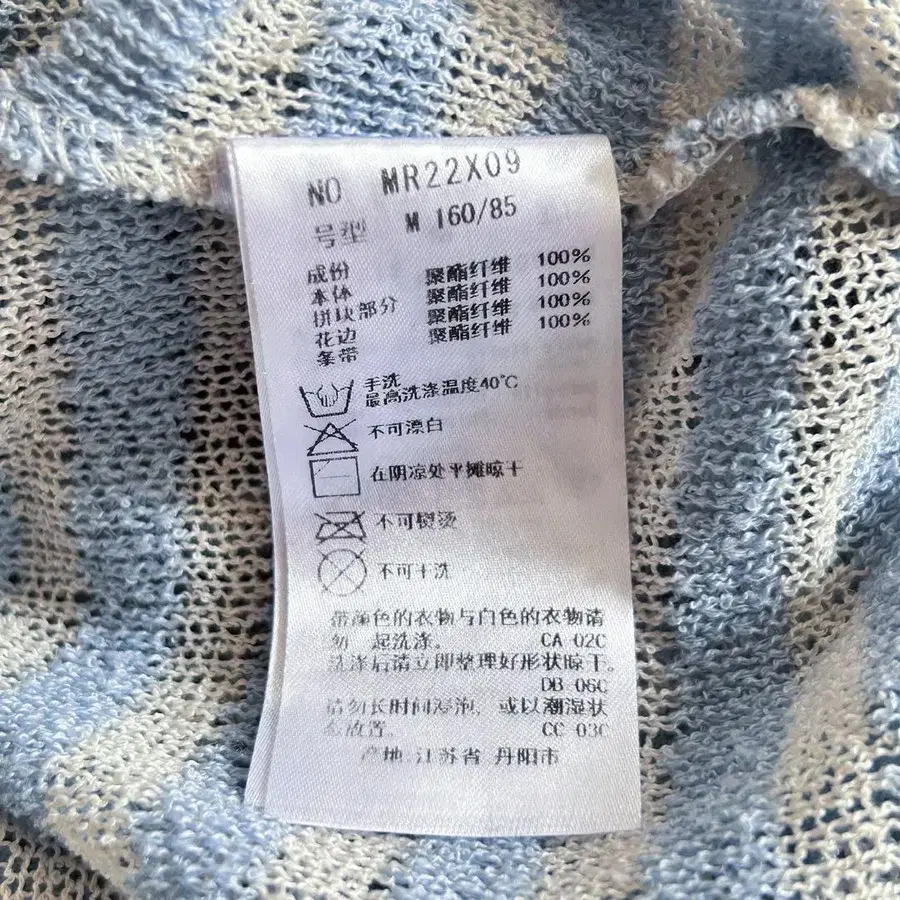 NO MR22X09
号型 M 160/85
成份
本体 聚酯纤维 100%
拼块部分 聚酯纤维 100%
花边 聚酯纤维 100%
条带 聚酯纤维 100%
手洗
最高洗涤温度40℃
不可漂白
在阴凉处平摊晾干
不可熨烫
不可干洗
带颜色的衣物与白色的衣物请
勿一起洗涤。 CA 02C
洗涤后请立即整理好形状晾干。
DB 06C
请勿长时间浸泡,或以潮湿状
态放置。 CC 03C
产地 江苏省 丹阳市